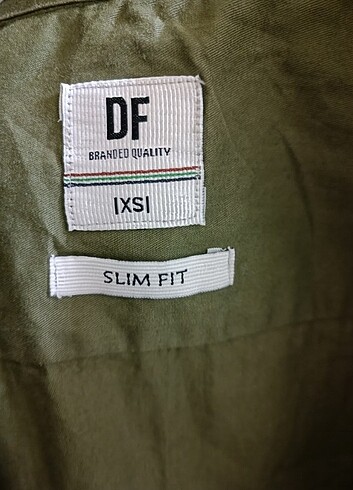 DF
BRANDED QUALITY
|XS|
SLIM FIT